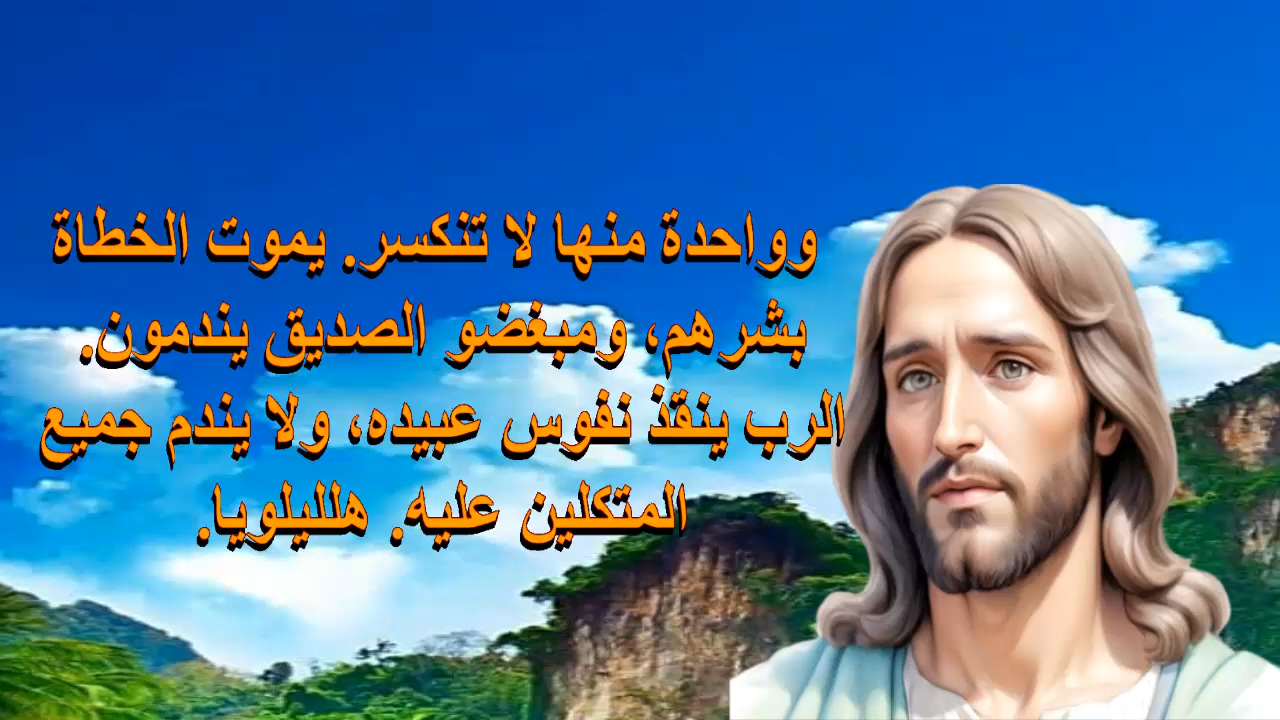 وواحدة منها لا تنكسر. يموت الخطاة
بشرهم، ومبغضو الصديق يندمون.
الرب ينقذ نفوس عبيده، ولا يندم جميع
المتكلين عليه. هلليلويا.